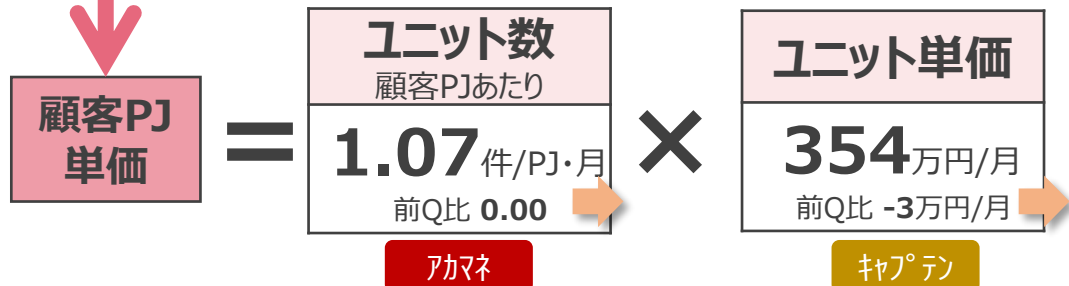 顧客PJ
単価
＝
ユニット数
顧客PJあたり
1.07件/PJ・月
前Q比 0.00
アカマネ
×
ユニット単価
354万円/月
前Q比 -3万円/月
ｷｬﾌﾟﾃﾝ